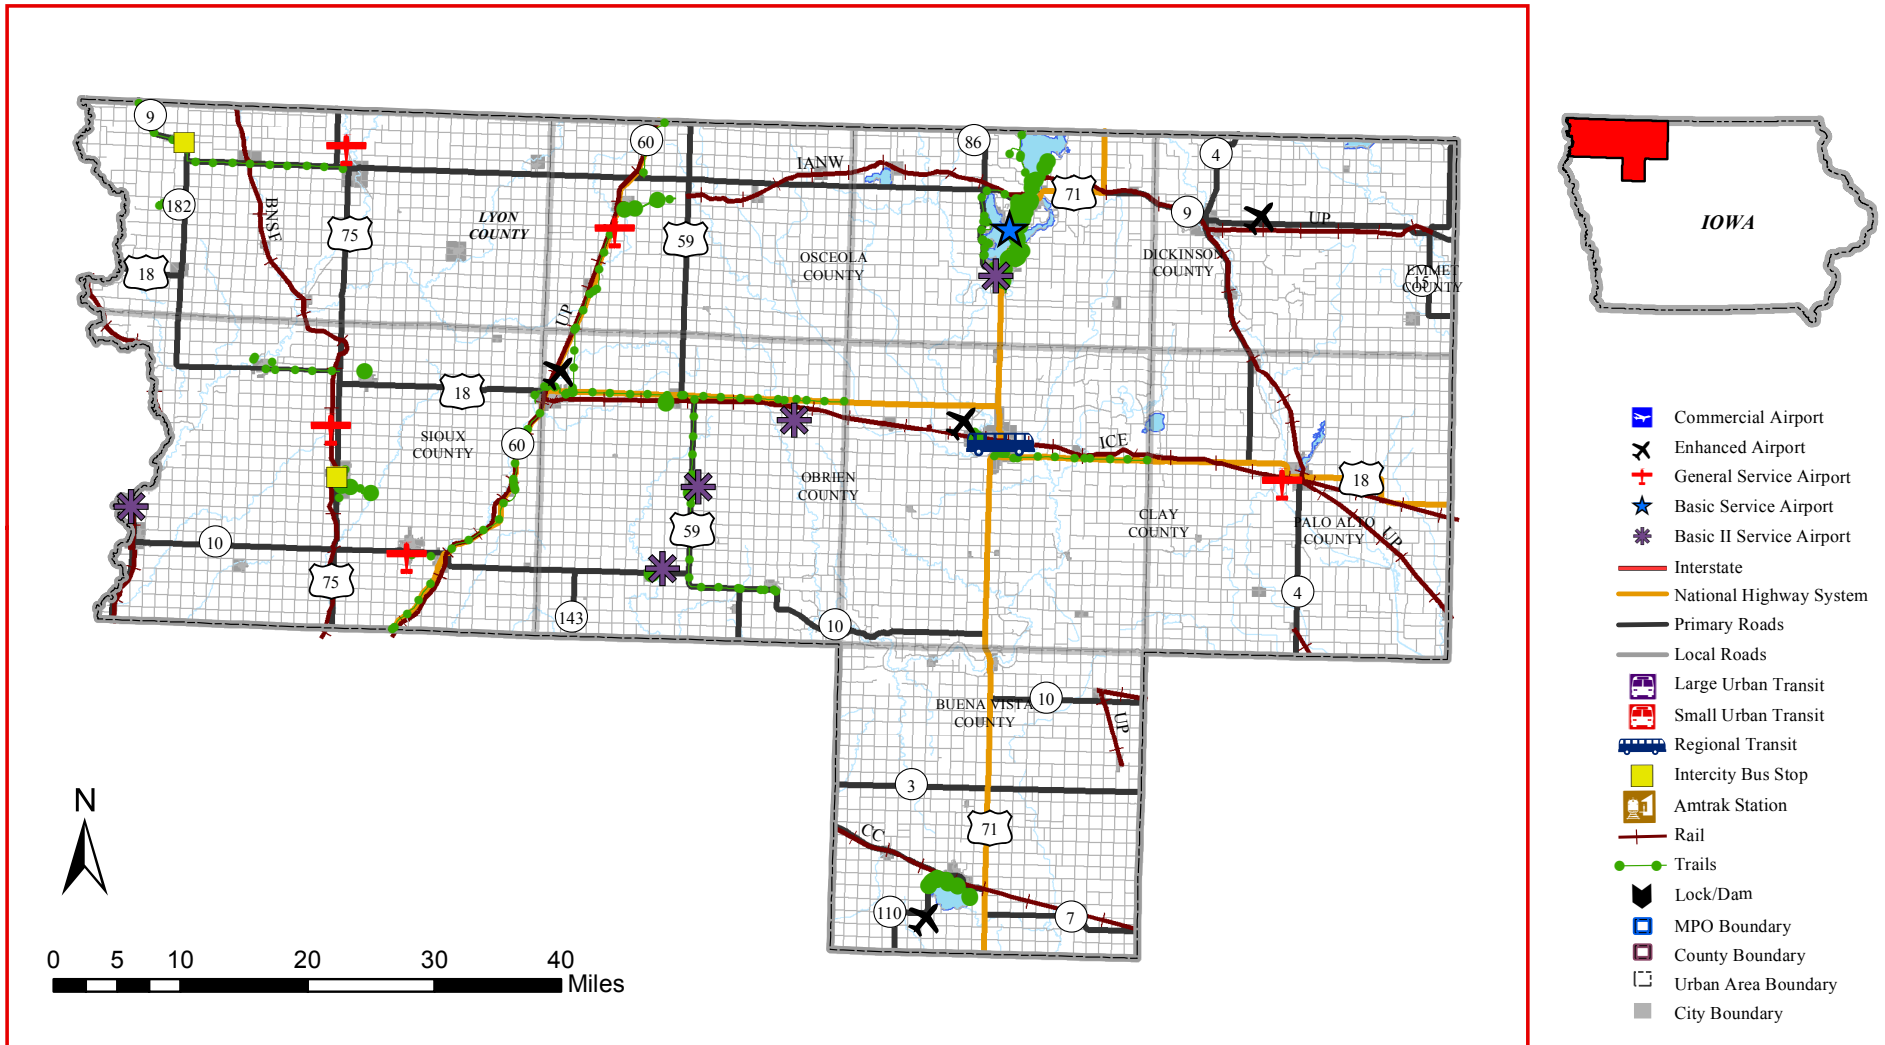 9
60
86
4
IANW
71
182
9
UP
BNSF
LYON
COUNTY
75
59
18
OSCEOLA
COUNTY
DICKINSON
COUNTY
EMMET
15
COUNTY
UP
18
60
SIOUX
COUNTY
ICE
OBRIEN
COUNTY
18
CLAY
COUNTY
PALO ALTO
COUNTY
UP
10
59
75
143
10
4
BUENA VISTA
COUNTY
10
UP
3
71
CC
110
7
N
0 5 10 20 30 40
Miles
IOWA
Commercial Airport
Enhanced Airport
General Service Airport
Basic Service Airport
Basic II Service Airport
Interstate
National Highway System
Primary Roads
Local Roads
Large Urban Transit
Small Urban Transit
Regional Transit
Intercity Bus Stop
Amtrak Station
Rail
Trails
Lock/Dam
MPO Boundary
County Boundary
Urban Area Boundary
City Boundary